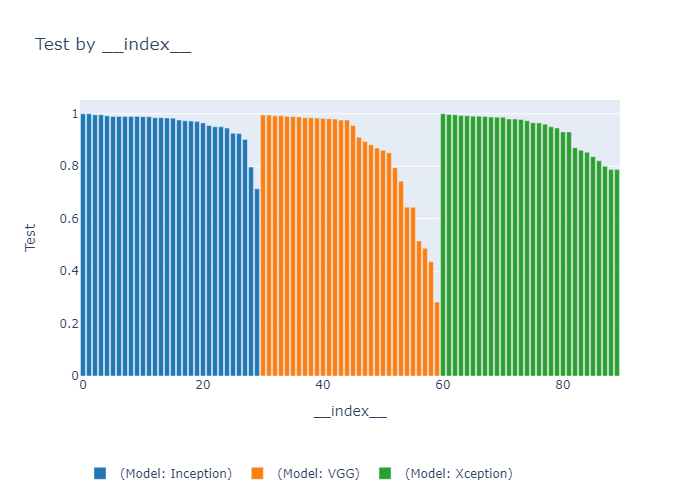 Test by __index__
1
0.8
0.6
0.4
0.2
0
Test
0 20 40 60 80
__index__
(Model: Inception) (Model: VGG) (Model: Xception)